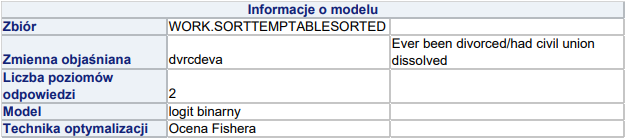 Informacje o modelu
Zbiór WORK.SORTTEMPTABLESORTED
Zmienna objaśniana dvrcdeva Ever been divorced/had civil union
dissolved
Liczba poziomów
odpowiedzi 2
Model logit binarny
Technika optymalizacji Ocena Fishera